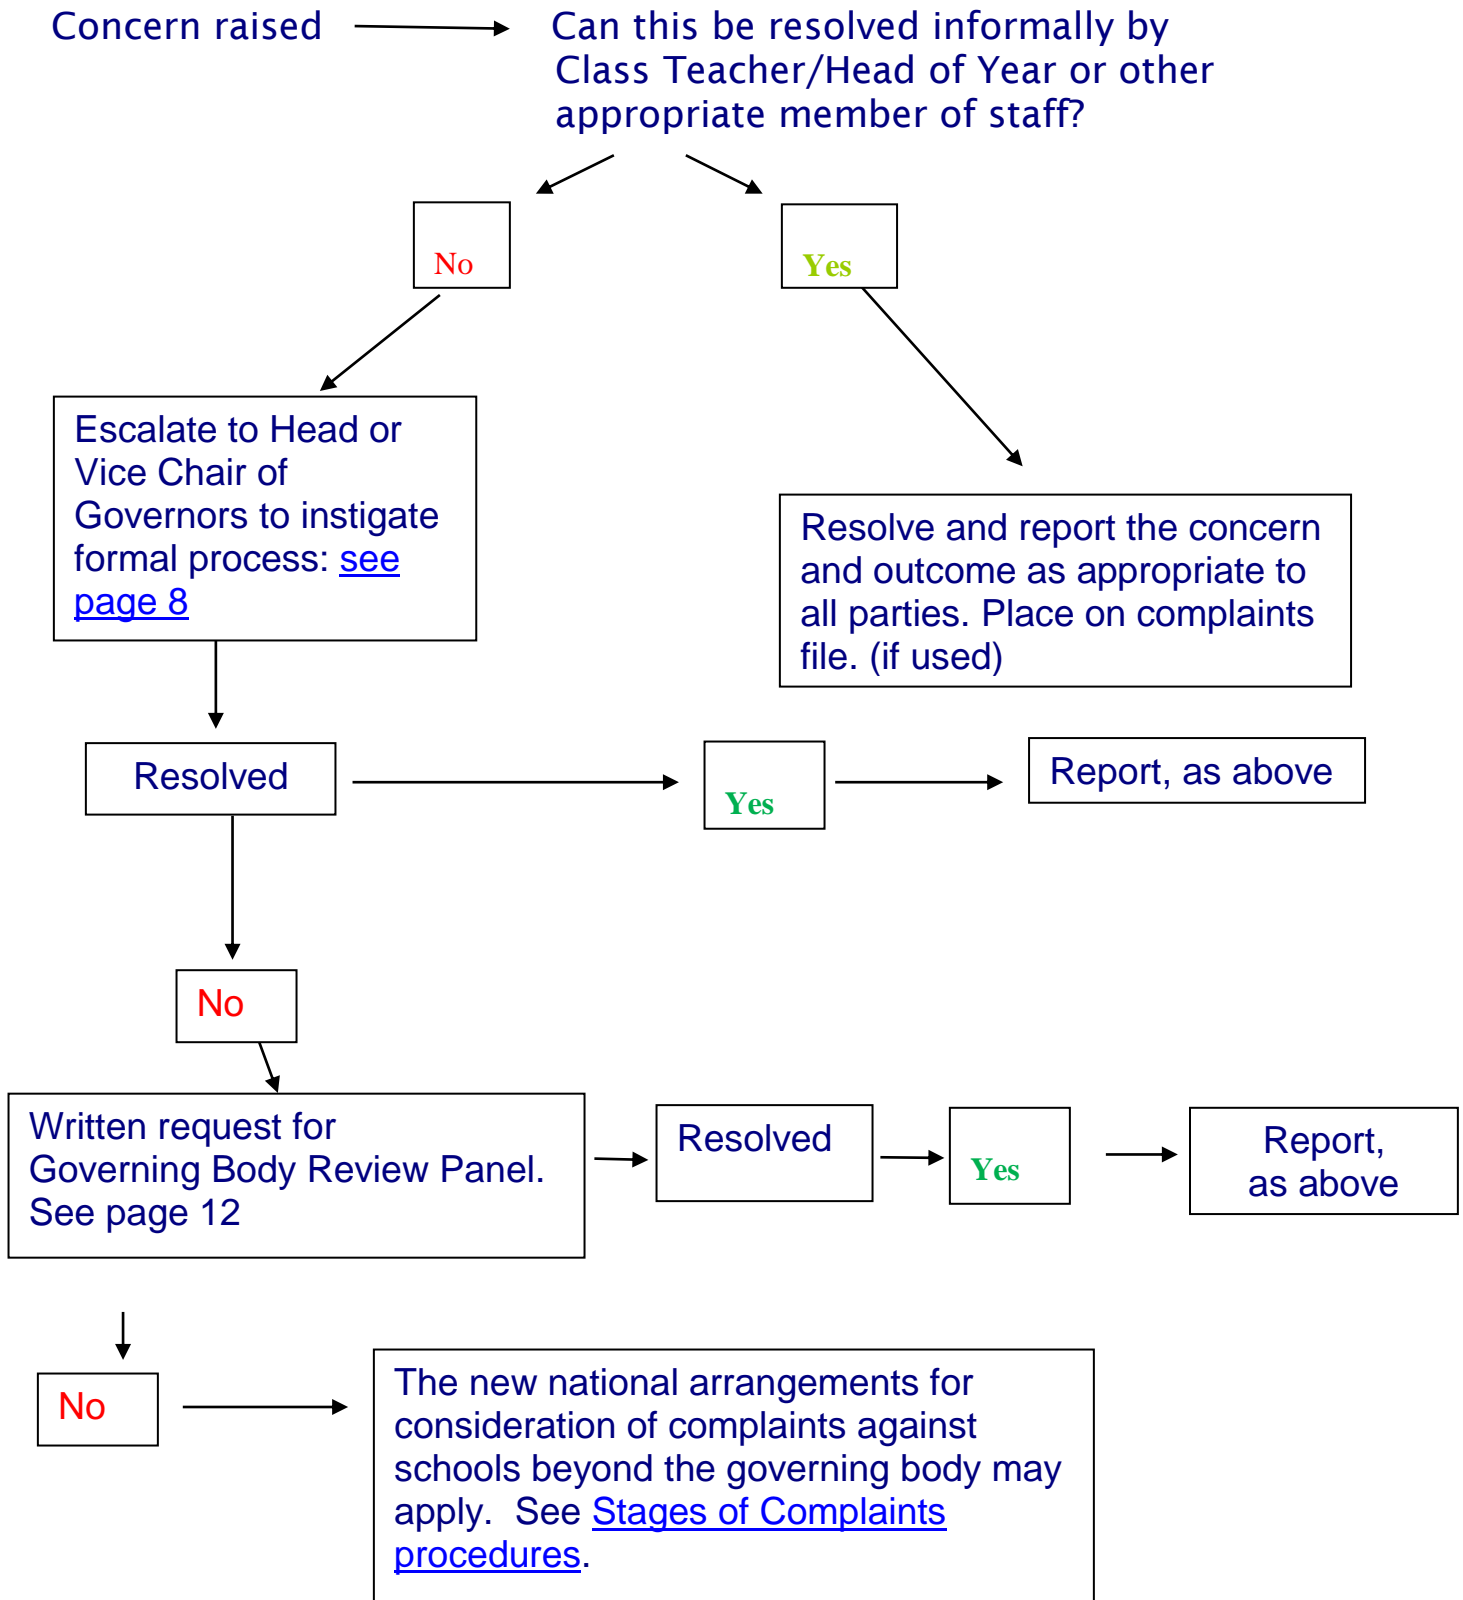 Concern raised
Can this be resolved informally by
Class Teacher/Head of Year or other
appropriate member of staff?
No
Yes
Escalate to Head or
Vice Chair of
Governors to instigate
formal process: see
page 8
Resolve and report the concern
and outcome as appropriate to
all parties. Place on complaints
file. (if used)
Resolved
Yes
Report, as above
No
Written request for
Governing Body Review Panel.
See page 12
Resolved
Yes
Report,
as above
No
The new national arrangements for
consideration of complaints against
schools beyond the governing body may
apply.  See Stages of Complaints
procedures.